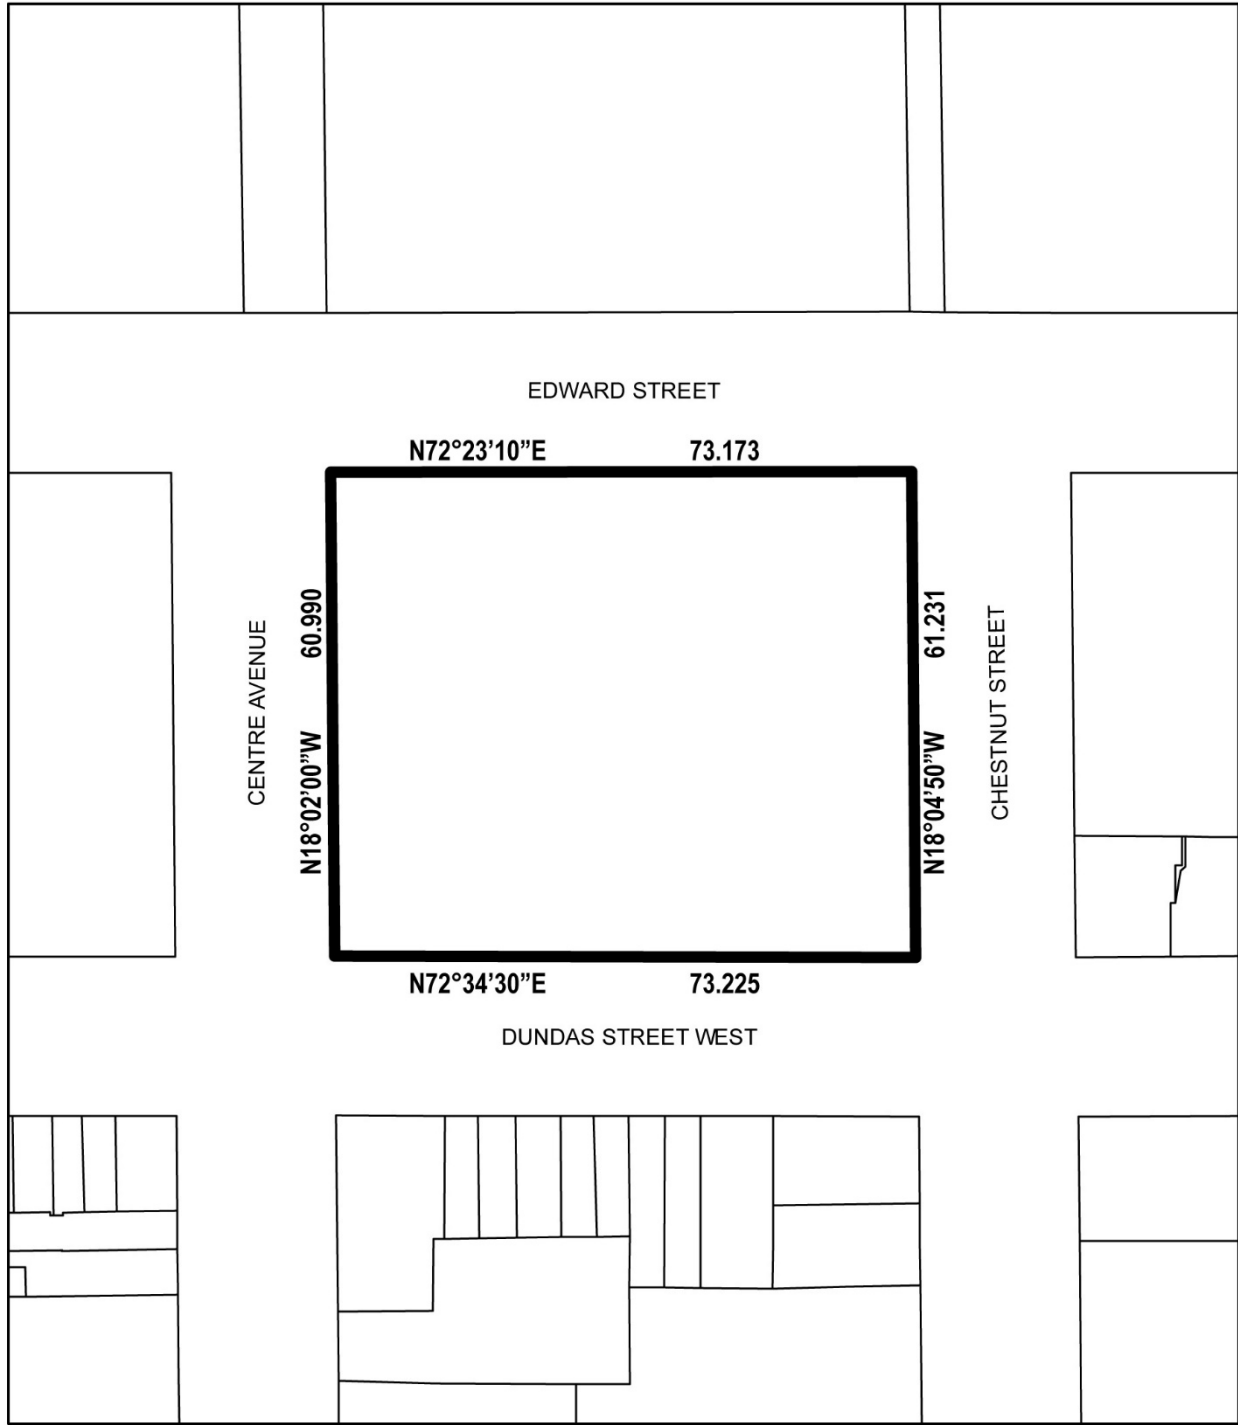 EDWARD STREET
N72°23’10”E 73.173
CENTRE AVENUE
N18°02’00”W 60.990
N18°04’50”W 61.231
CHESTNUT STREET
N72°34’30”E 73.225
DUNDAS STREET WEST